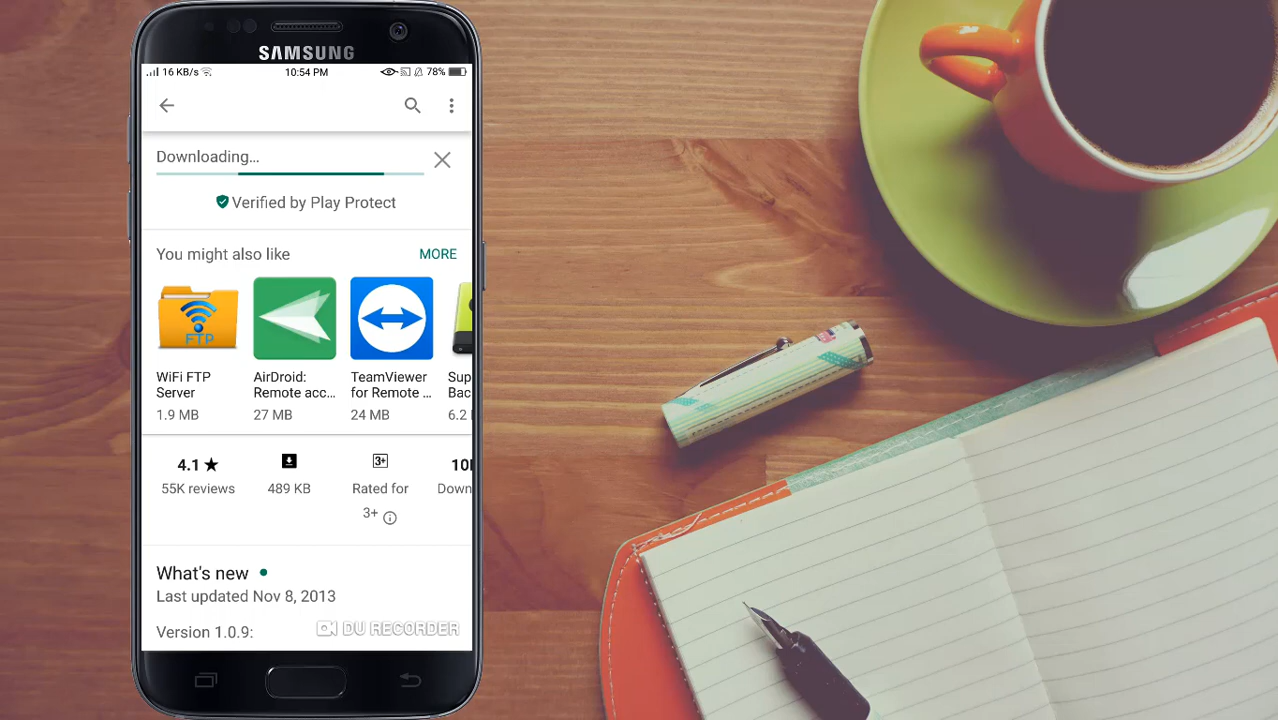 SAMSUNG
16 KB/s 10:54 PM 78%
Downloading...
Verified by Play Protect
You might also like MORE
FTP
WiFi FTP Server
AirDroid: Remote acc...
TeamViewer for Remote ...
Sup
Bac
1.9 MB 27 MB 24 MB 6.2
4.1★ 3+ 10
55K reviews 489 KB Rated for 3+ Down
What's new
Last updated Nov 8, 2013
Version 1.0.9:
DU RECORDER